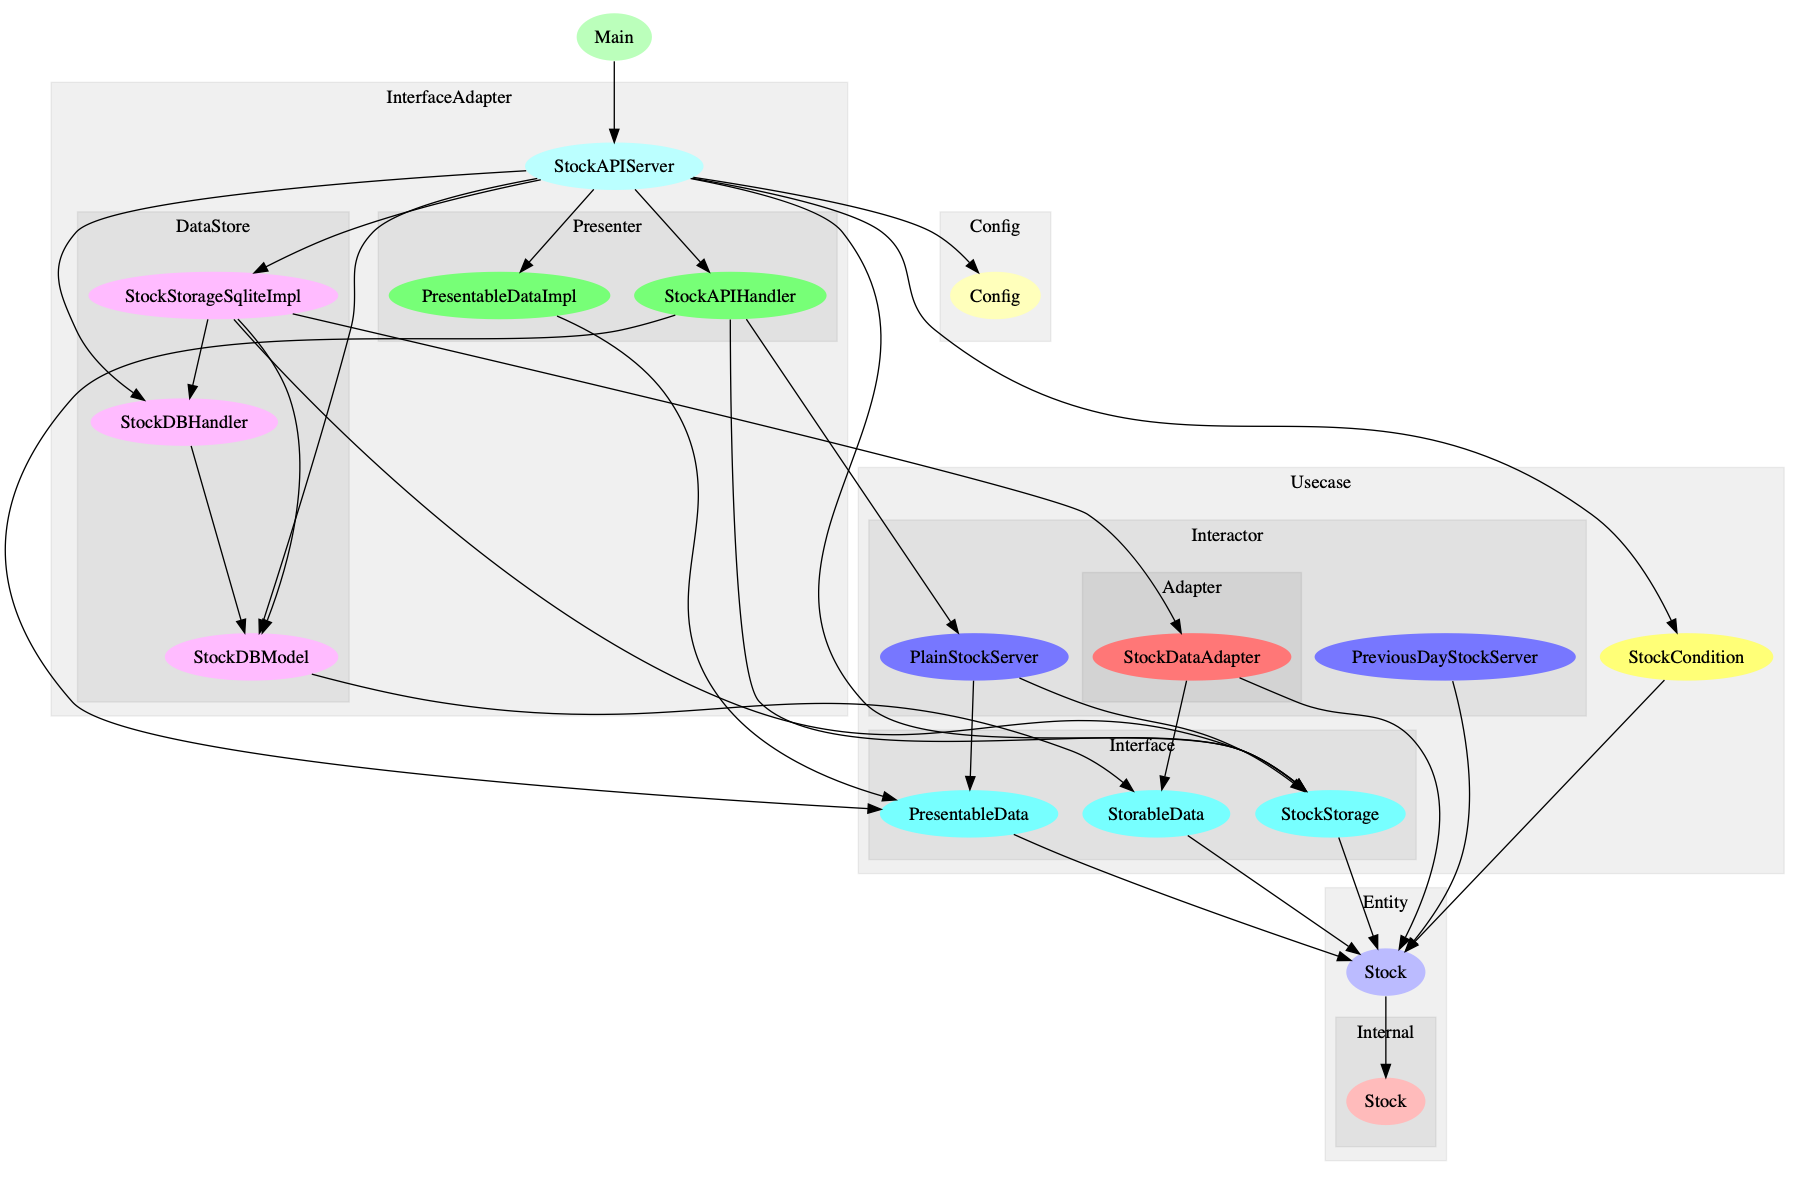 Main
InterfaceAdapter
StockAPIServer
DataStore
Presenter
Config
StockStorageSqliteImpl
PresentableDataImpl
StockAPIHandler
Config
StockDBHandler
Usecase
Interactor
Adapter
StockDBModel
PlainStockServer
StockDataAdapter
PreviousDayStockServer
StockCondition
Interface
PresentableData
StorableData
StockStorage
Entity
Stock
Internal
Stock